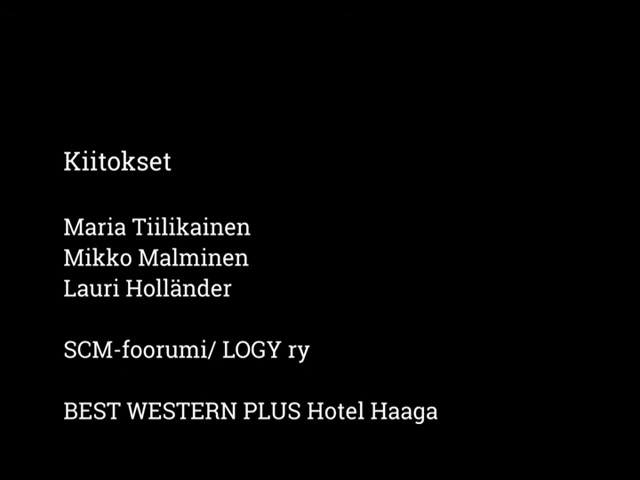 Kiitokset
Maria Tiilikainen
Mikko Malminen
Lauri Holländer
SCM-foorumi/ LOGY ry
BEST WESTERN PLUS Hotel Haaga